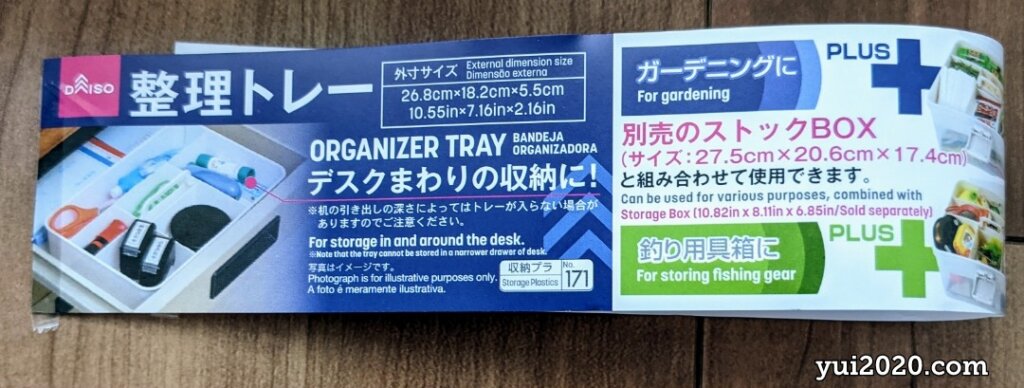 DAISO
整理トレー
外寸サイズ External dimension size
Dimensão externa
26.8cm×18.2cm×5.5cm
10.55in×7.16in×2.16in
ORGANIZER TRAY BANDEJA ORGANIZADORA
デスクまわりの収納に!
※机の引き出しの深さによってはトレーが入らない場合が
ありますのでご注意ください。
For storage in and around the desk.
※Note that the tray cannot be stored in a narrower drawer of desk.
写真はイメージです。
Photograph is for illustrative purposes only.
A foto é meramente ilustrativa.
収納プラ
Storage Plastics
No.
171
ガーデニングに
For gardening
PLUS
別売のストックBOX
(サイズ:27.5cm×20.6cm×17.4cm)
と組み合わせて使用できます。
Can be used for various purposes, combined with
Storage Box (10.82in x 8.11in x 6.85in/Sold separately)
釣り用具箱に
For storing fishing gear
PLUS
yui2020.com